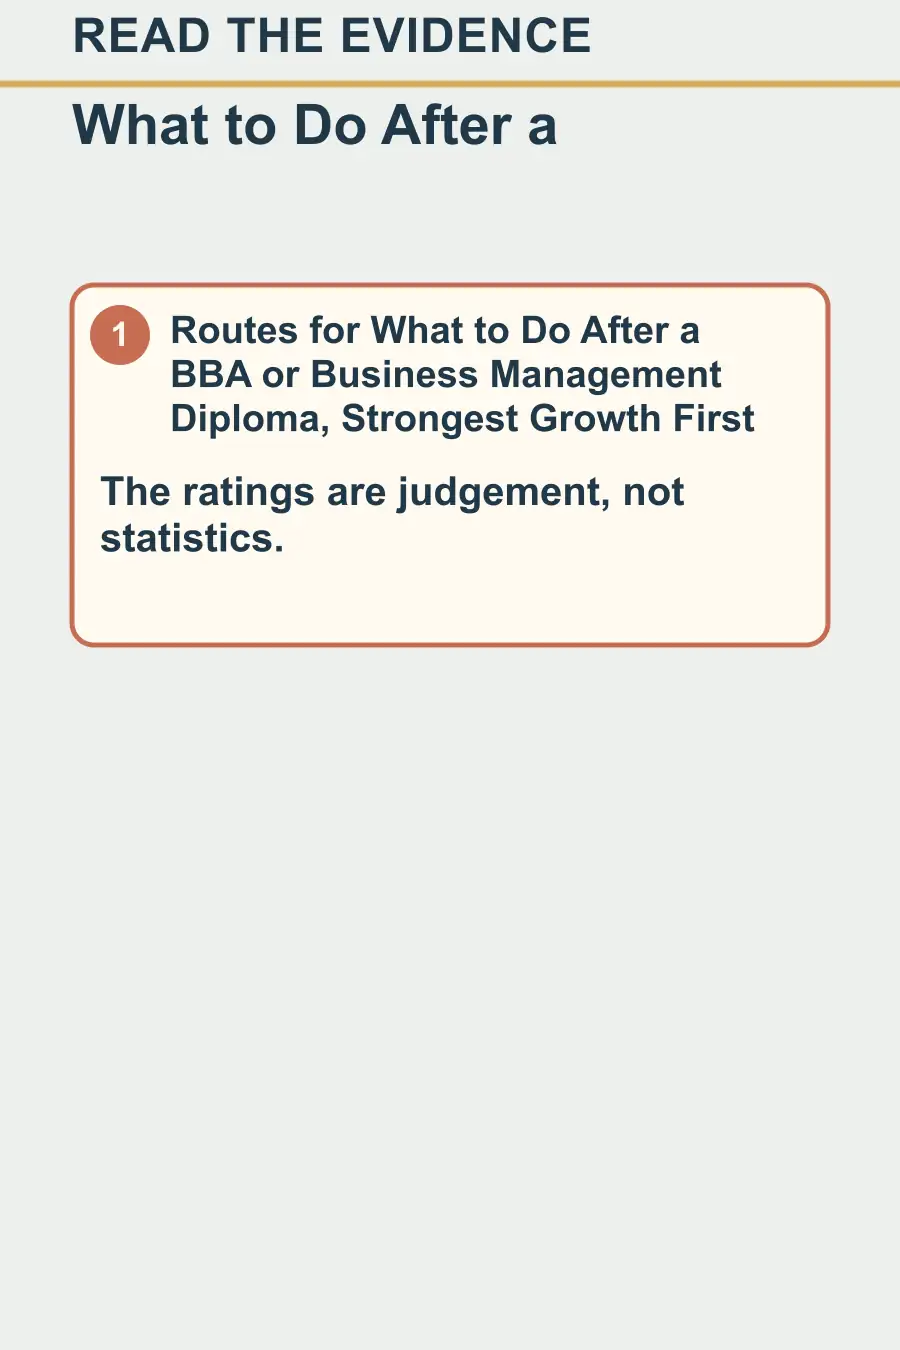 READ THE EVIDENCE
What to Do After a
1
Routes for What to Do After a
BBA or Business Management
Diploma, Strongest Growth First
The ratings are judgement, not
statistics.